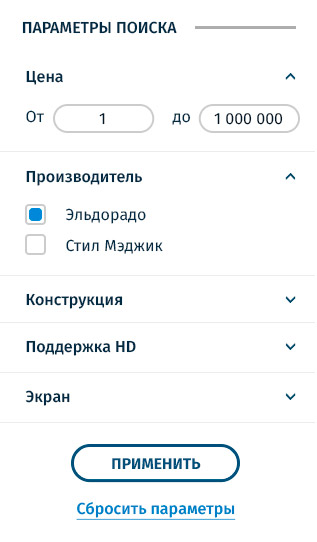 ПАРАМЕТРЫ ПОИСКА
Цена
От 1 до 1 000 000
Производитель
Эльдорадо
Стил Мэджик
Конструкция
Поддержка HD
Экран
ПРИМЕНИТЬ
Сбросить параметры